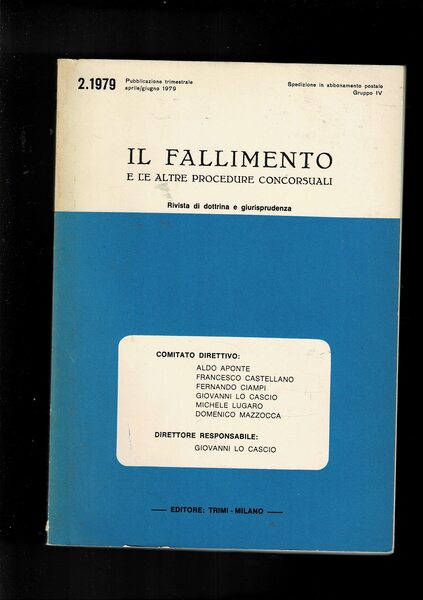 2.1979
Pubblicazione trimestrale
aprile/giugno 1979
Spedizione in abbonamento postale
Gruppo IV
IL FALLIMENTO
E LE ALTRE PROCEDURE CONCORSUALI
Rivista di dottrina e giurisprudenza
COMITATO DIRETTIVO:
ALDO APONTE
FRANCESCO CASTELLANO
FERNANDO CIAMPI
GIOVANNI LO CASCIO
MICHELE LUGARO
DOMENICO MAZZOCCA
DIRETTORE RESPONSABILE:
GIOVANNI LO CASCIO
— EDITORE: TRIMI - MILANO —